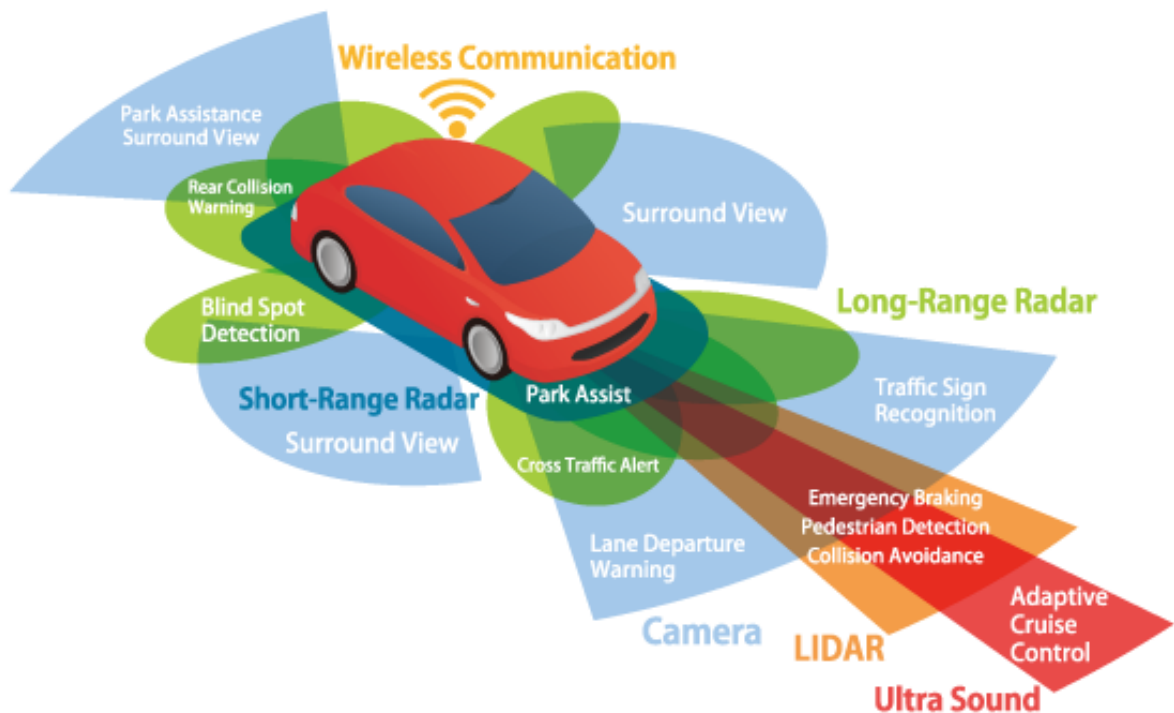 Wireless Communication
Park Assistance
Surround View
Rear Collision
Warning
Surround View
Blind Spot
Detection
Long-Range Radar
Short-Range Radar
Park Assist
Traffic Sign
Recognition
Surround View
Cross Traffic Alert
Emergency Braking
Pedestrian Detection
Collision Avoidance
Lane Departure
Warning
Adaptive
Cruise
Control
Camera
LIDAR
Ultra Sound